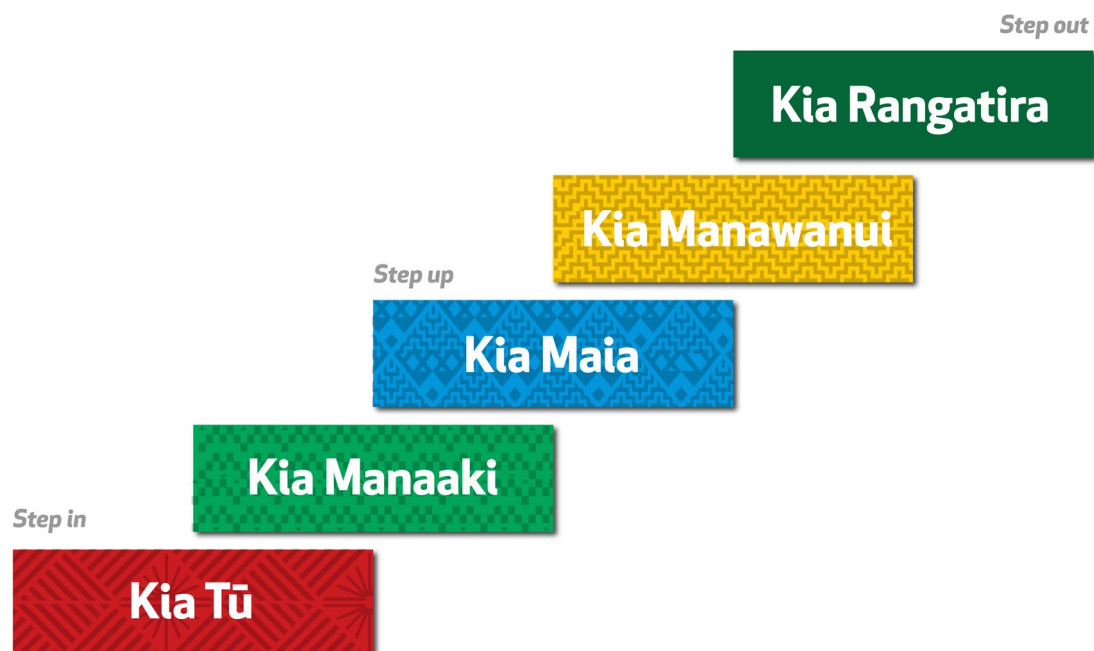 Step out
Kia Rangatira
Kia Manawanui
Step up
Kia Maia
Kia Manaaki
Step in
Kia Tū